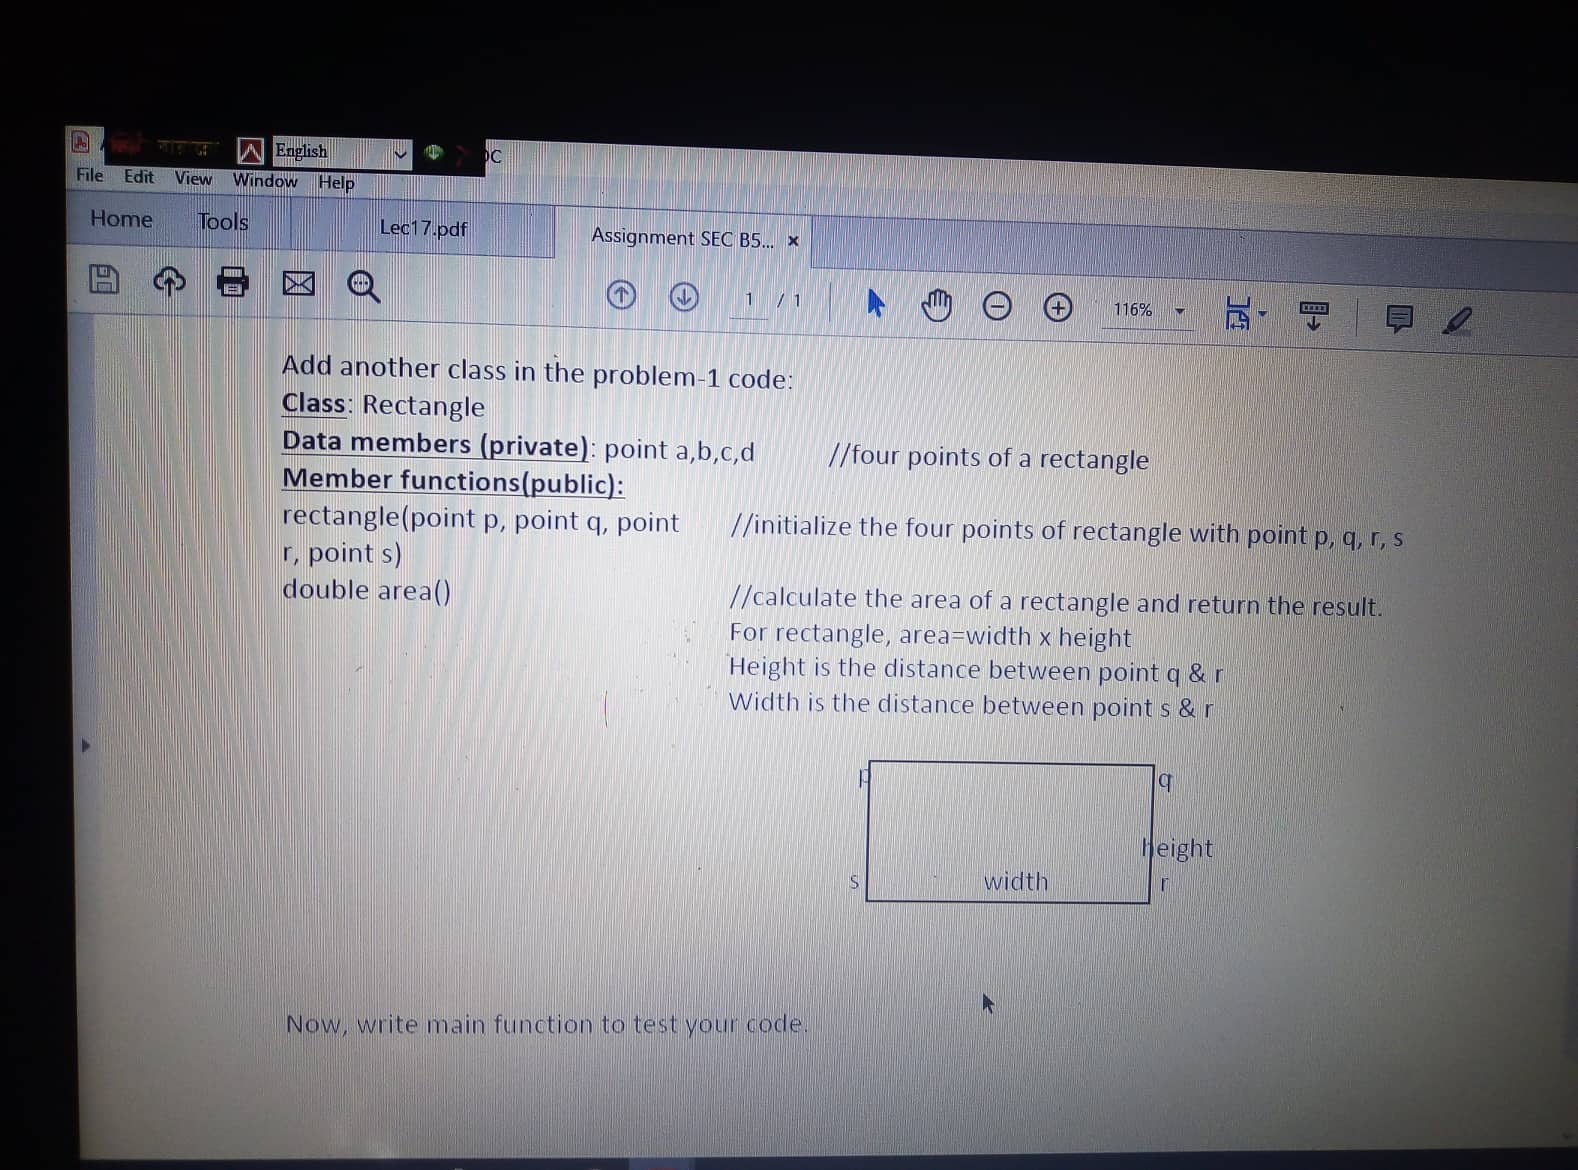 English
DC
File Edit View Window Help
Home Tools Lec17.pdf Assignment SEC B5... x
1 / 1 116%
Add another class in the problem-1 code:
Class: Rectangle
Data members (private): point a,b,c,d //four points of a rectangle
Member functions(public):
rectangle(point p, point q, point //initialize the four points of rectangle with point p, q, r, s
r, point s)
double area() //calculate the area of a rectangle and return the result.
For rectangle, area=width x height
Height is the distance between point q & r
Width is the distance between point s & r
p q
height
s width r
Now, write main function to test your code.